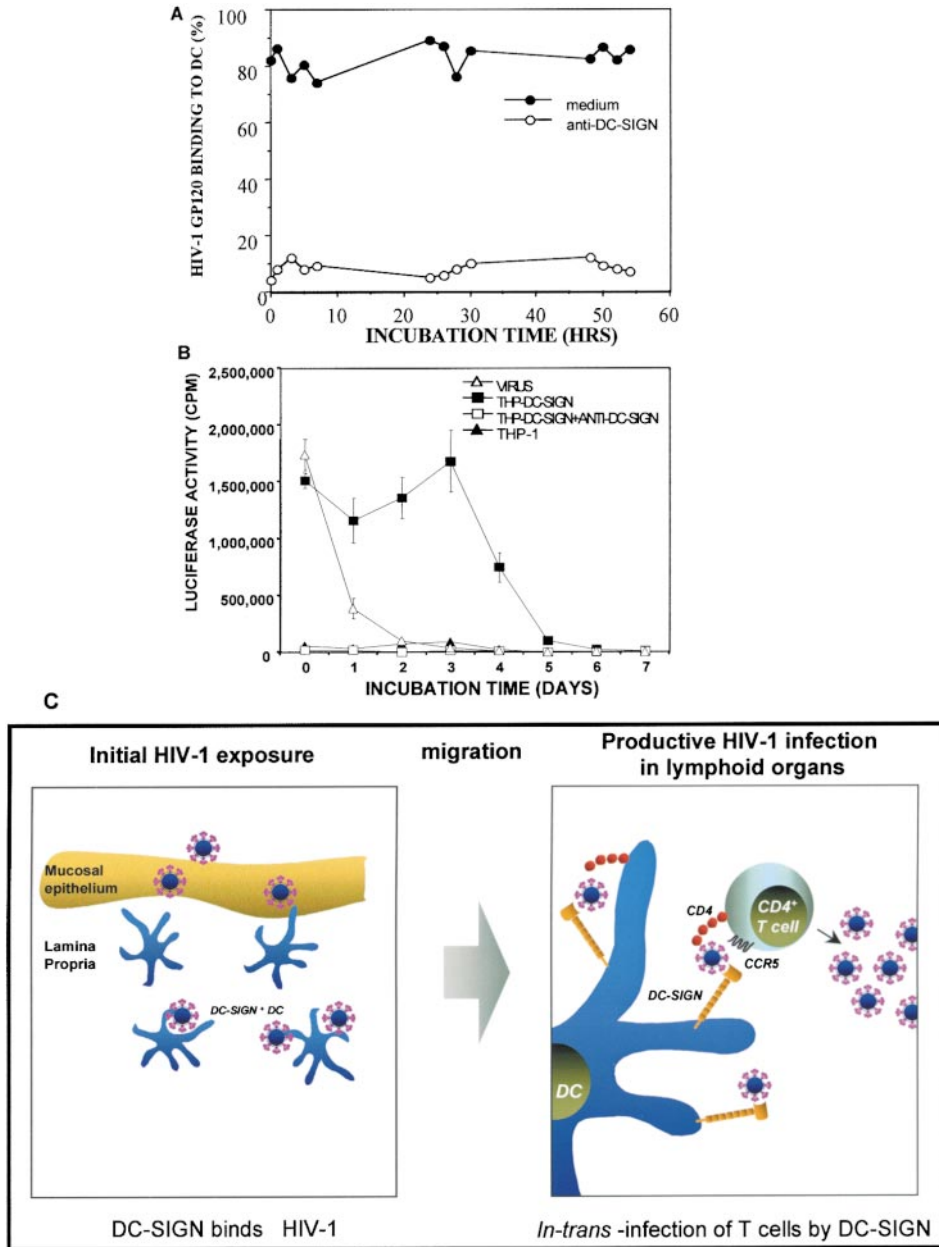 A
HIV-1 GP120 BINDING TO DC (%)
100
80
60
40
20
0
medium
anti-DC-SIGN
0 10 20 30 40 50 60
INCUBATION TIME (HRS)
B
LUCIFERASE ACTIVITY (CPM)
2,500,000
2,000,000
1,500,000
1,000,000
500,000
0
VIRUS
THP-DC-SIGN
THP-DC-SIGN+ANTI-DC-SIGN
THP-1
0 1 2 3 4 5 6 7
INCUBATION TIME (DAYS)
C
Initial HIV-1 exposure
migration
Productive HIV-1 infection
in lymphoid organs
Mucosal
epithelium
Lamina
Propria
DC-SIGN + DC
CD4
CD4+
T cell
CCR5
DC-SIGN
DC
DC-SIGN binds HIV-1
In-trans -infection of T cells by DC-SIGN